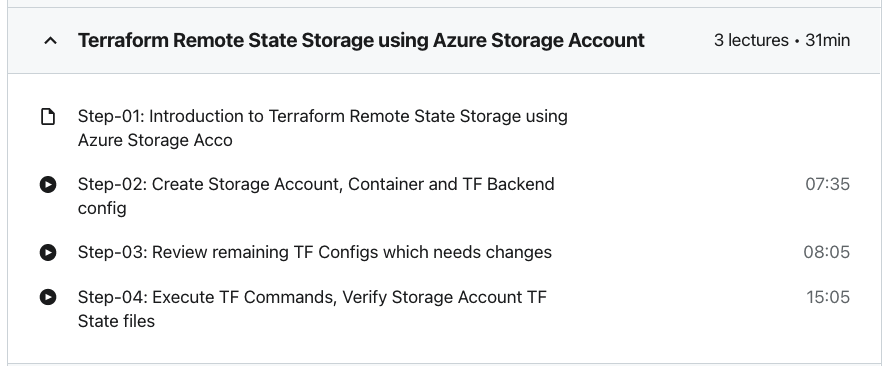 Terraform Remote State Storage using Azure Storage Account 3 lectures • 31min
Step-01: Introduction to Terraform Remote State Storage using
Azure Storage Acco
Step-02: Create Storage Account, Container and TF Backend 07:35
config
Step-03: Review remaining TF Configs which needs changes 08:05
Step-04: Execute TF Commands, Verify Storage Account TF 15:05
State files